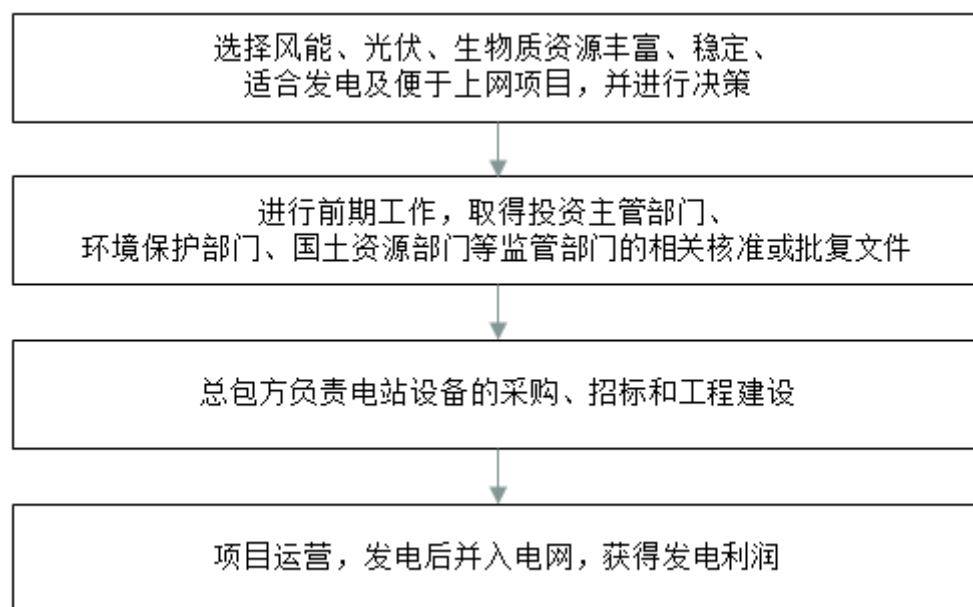 选择风能、光伏、生物质资源丰富、稳定、
适合发电及便于上网项目，并进行决策
进行前期工作，取得投资主管部门、
环境保护部门、国土资源部门等监管部门的相关核准或批复文件
总包方负责电站设备的采购、招标和工程建设
项目运营，发电后并入电网，获得发电利润